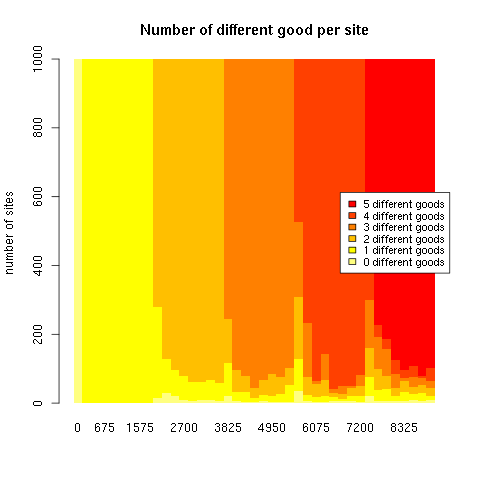 Number of different good per site
number of sites
1000
800
600
400
200
0
5 different goods
4 different goods
3 different goods
2 different goods
1 different goods
0 different goods
0 675 1575 2700 3825 4950 6075 7200 8325